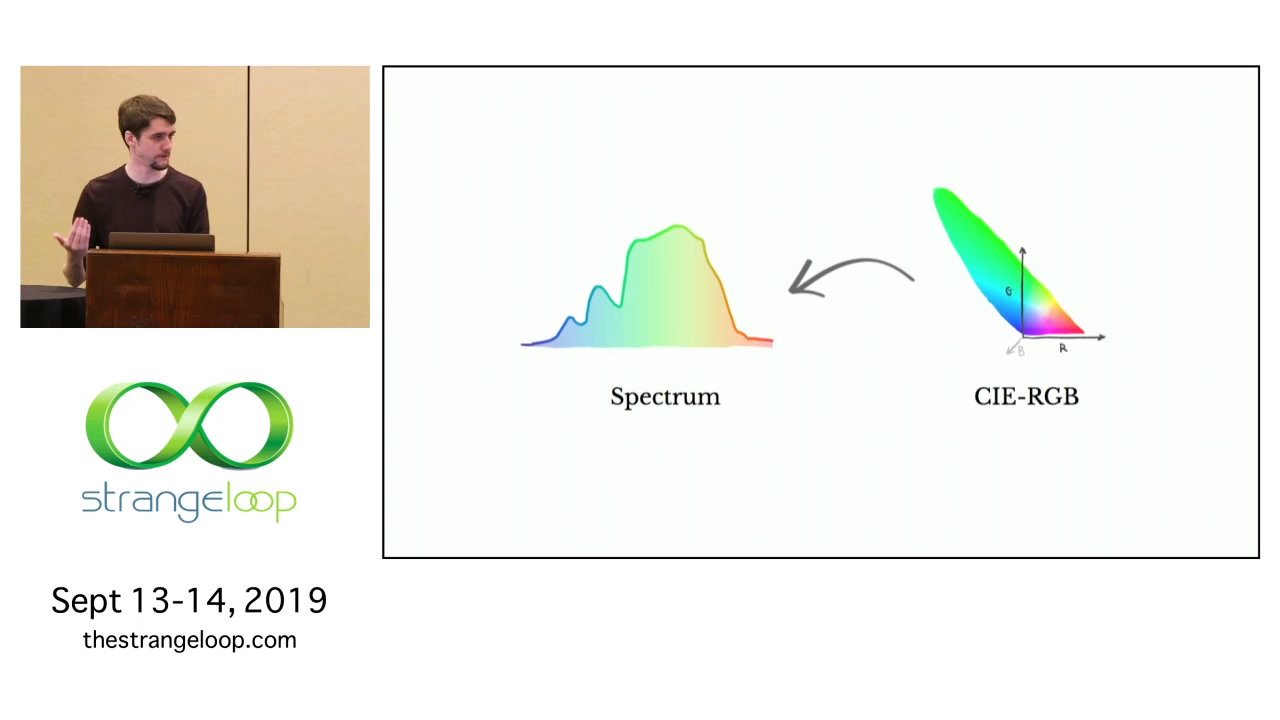 Spectrum
CIE-RGB
G
B
R
strangeloop
Sept 13-14, 2019
thestrangeloop.com